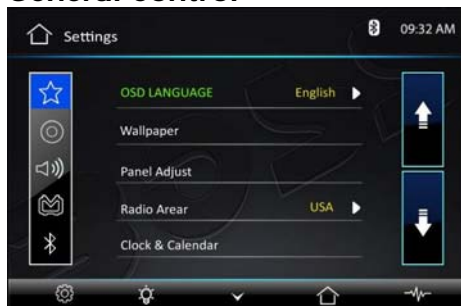 General control
Settings 09:32 AM
OSD LANGUAGE English
Wallpaper
Panel Adjust
Radio Arear USA
Clock & Calendar